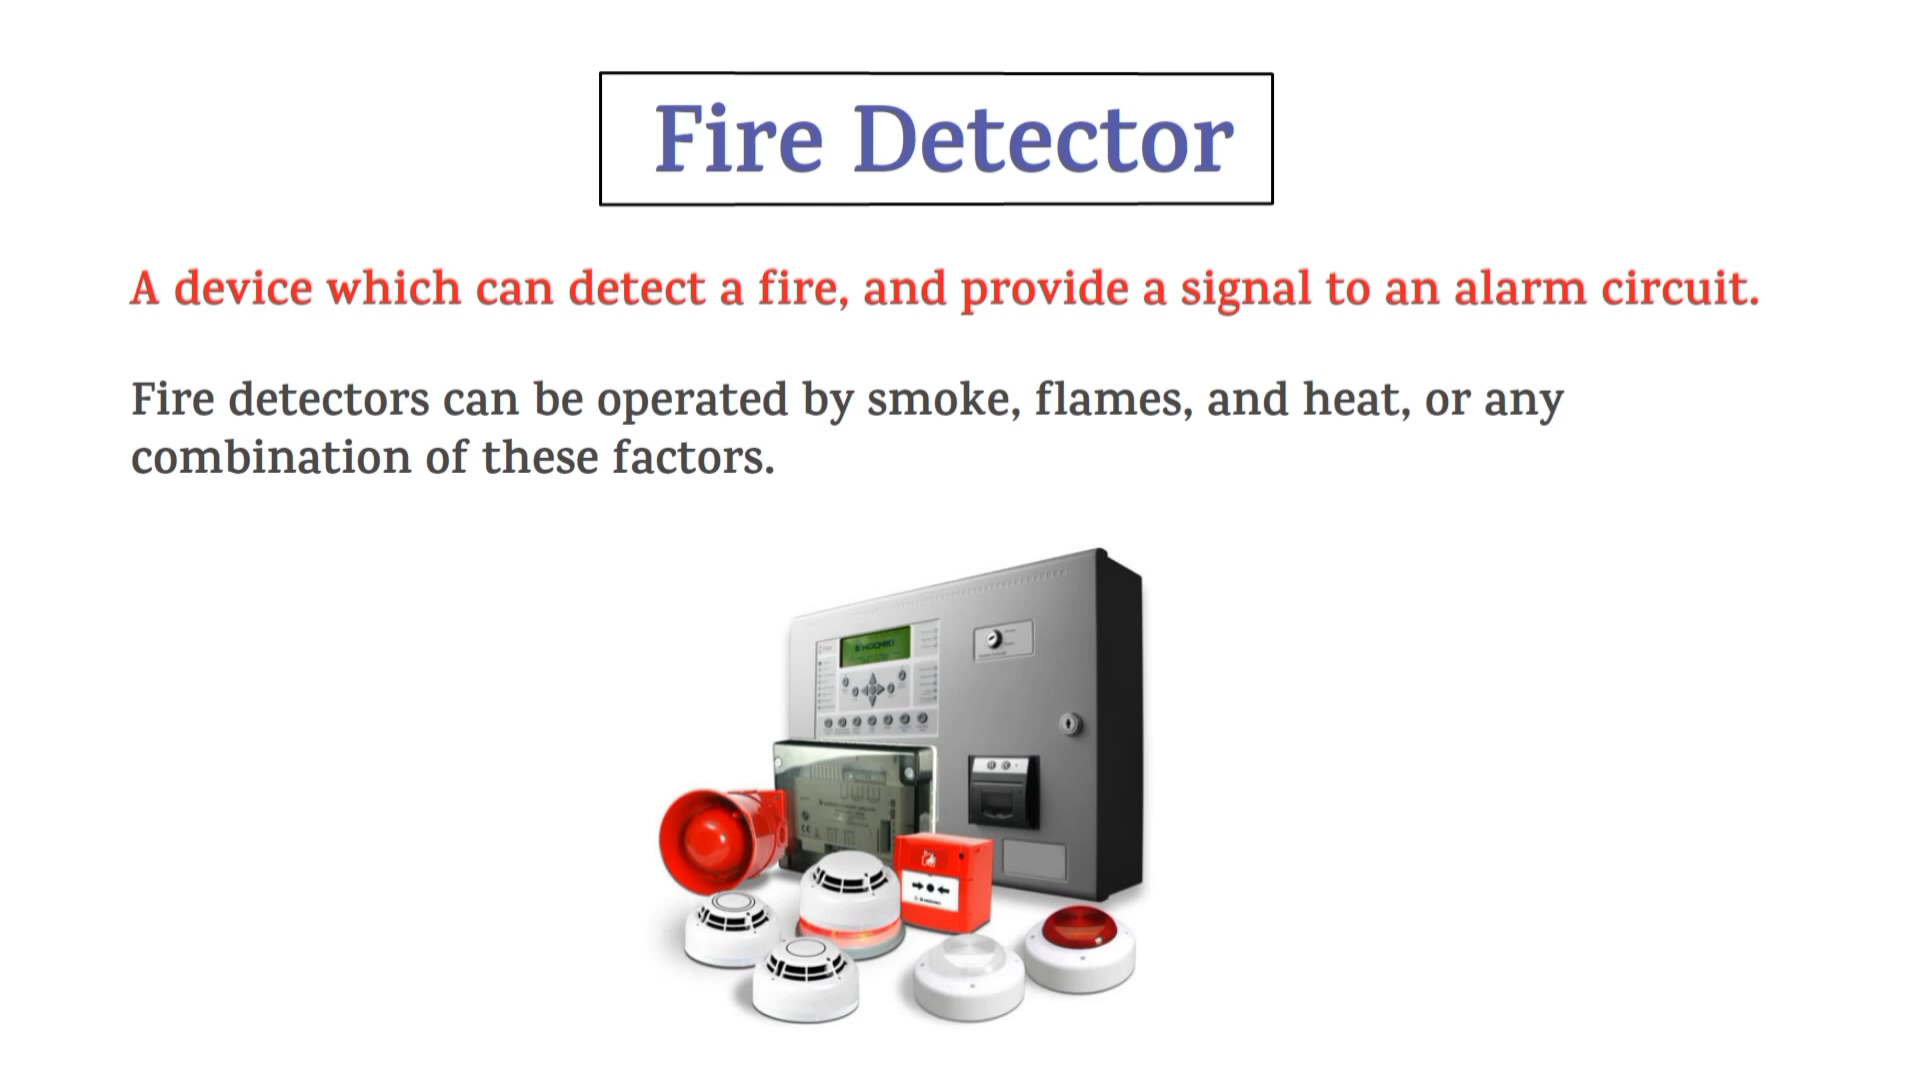 Fire Detector
A device which can detect a fire, and provide a signal to an alarm circuit.
Fire detectors can be operated by smoke, flames, and heat, or any
combination of these factors.
HOCHIKI